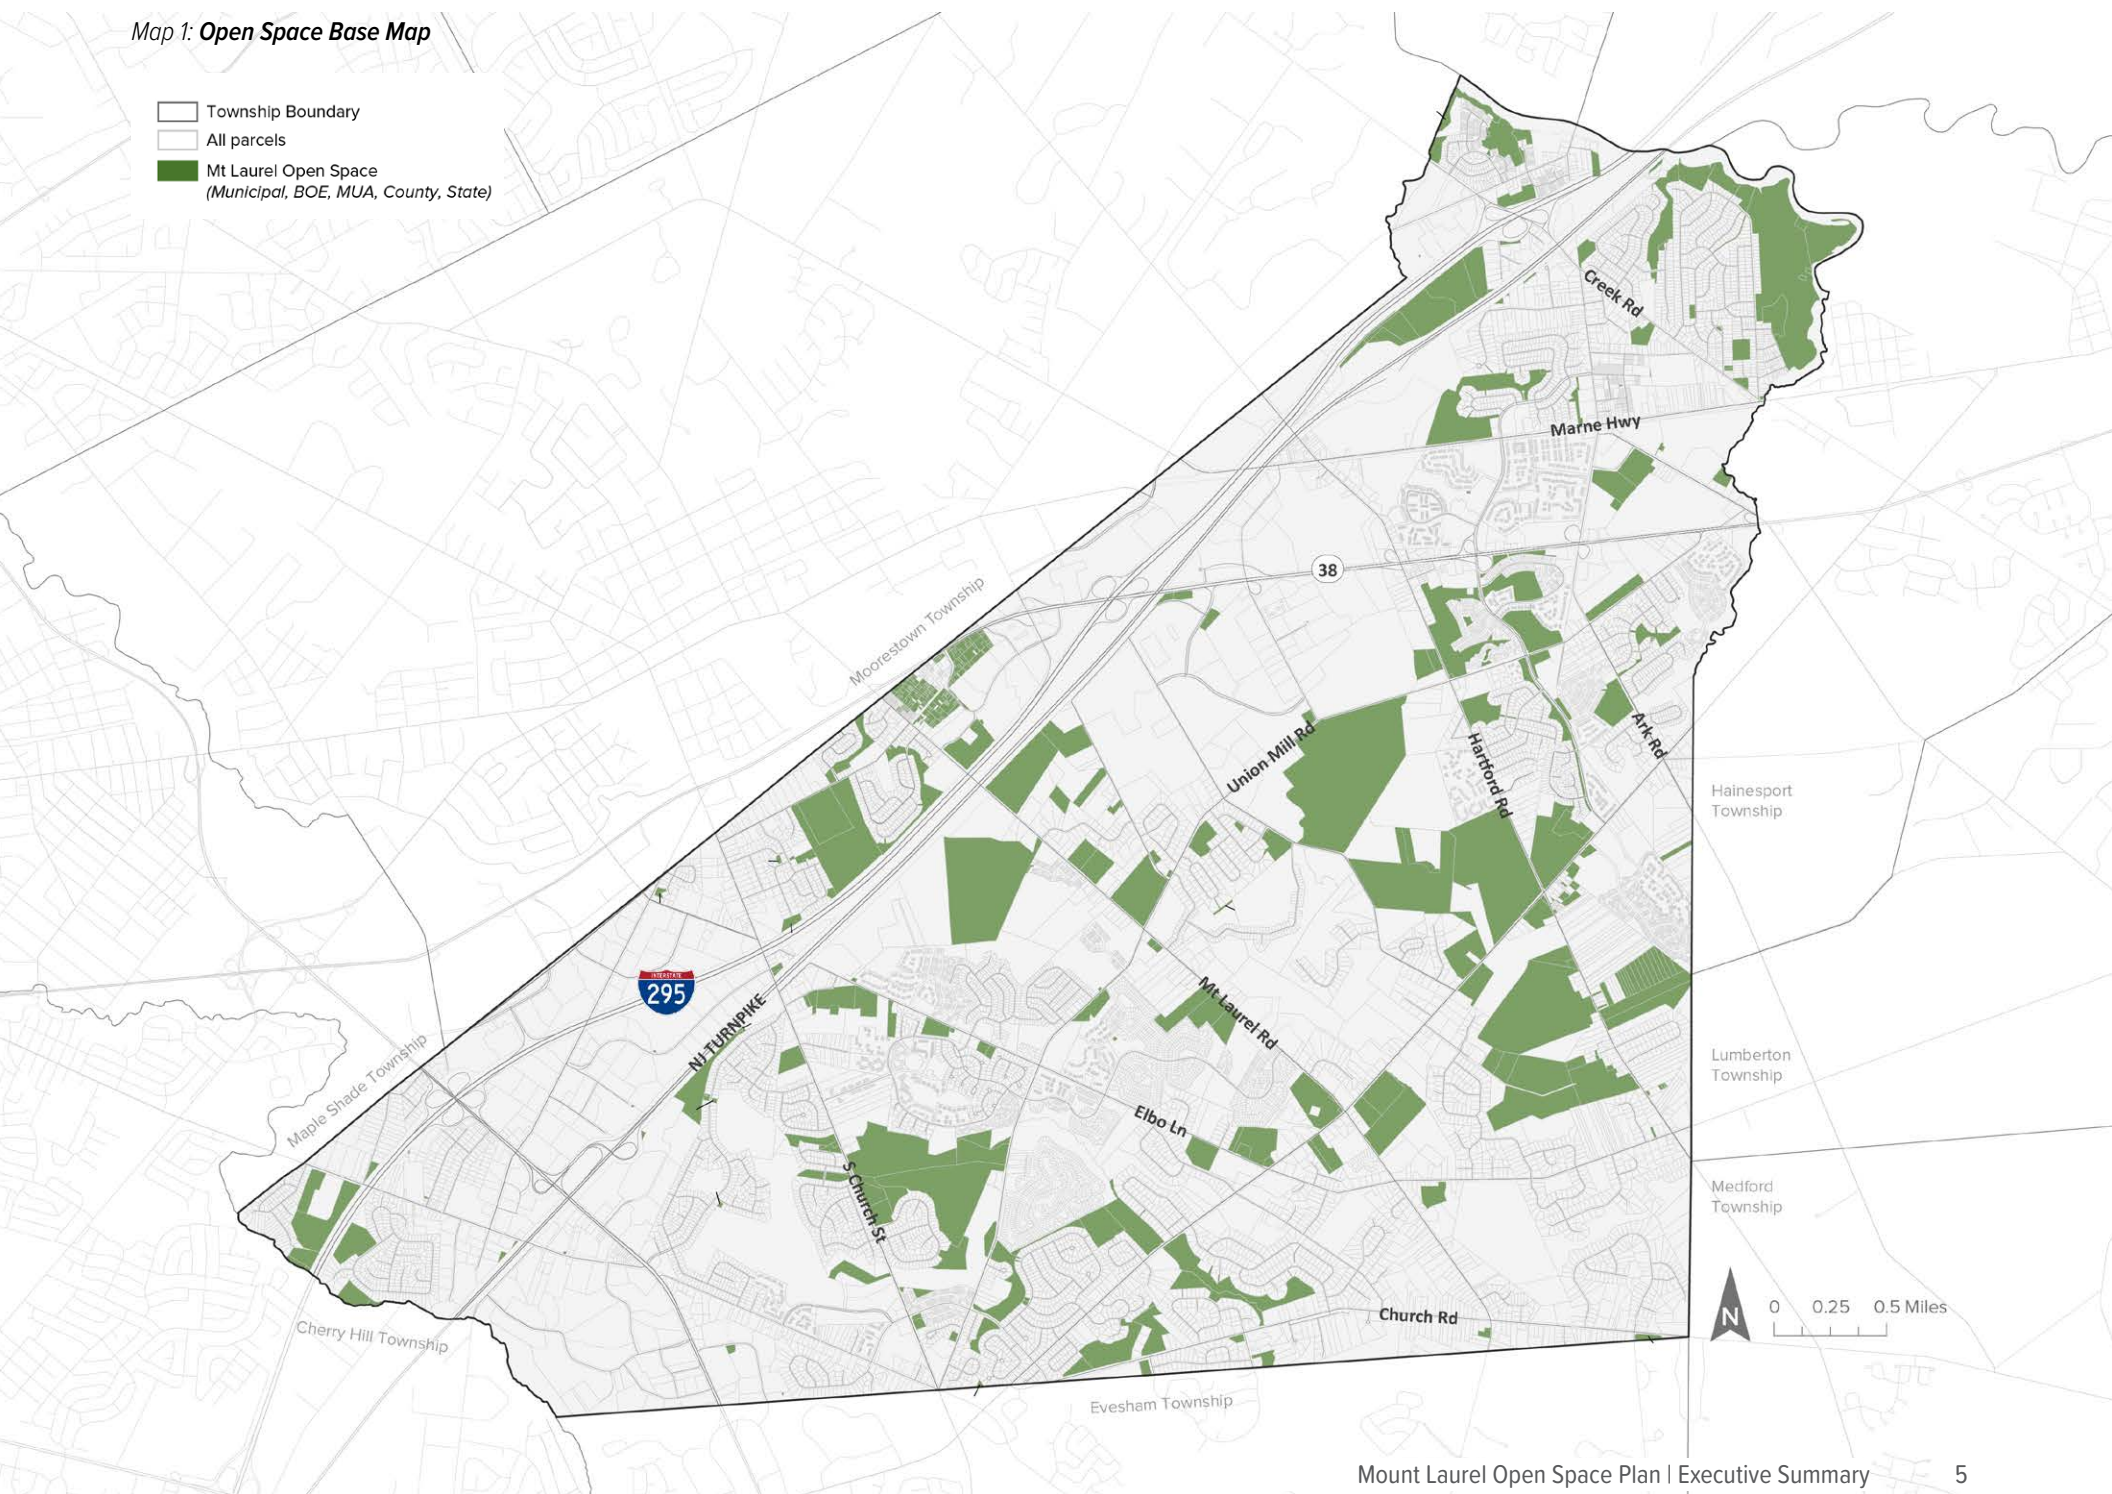 Map 1: Open Space Base Map
Township Boundary
All parcels
Mt Laurel Open Space
(Municipal, BOE, MUA, County, State)
Creek Rd
Marne Hwy
38
Moorestown Township
Union Mill Rd
Hartford Rd
Ark Rd
Hainesport
Township
INTERSTATE
295
NJ TURNPIKE
Mt Laurel Rd
Maple Shade Township
Lumberton
Township
Elbo Ln
S Church St
Medford
Township
Church Rd
N
0 0.25 0.5 Miles
Cherry Hill Township
Evesham Township
Mount Laurel Open Space Plan | Executive Summary 5